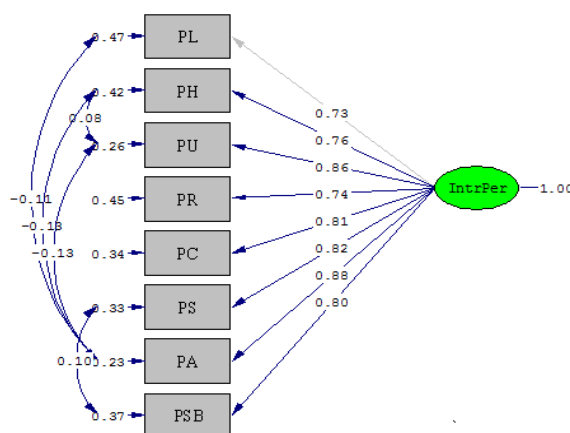 0.47 PL
0.42 PH 0.73
0.08 0.76
0.26 PU 0.86
0.45 PR 0.74 IntrPer 1.00
-0.11
-0.13 0.81
-0.13 0.34 PC 0.82
0.33 PS 0.88
0.80
0.10 0.23 PA
0.37 PSB